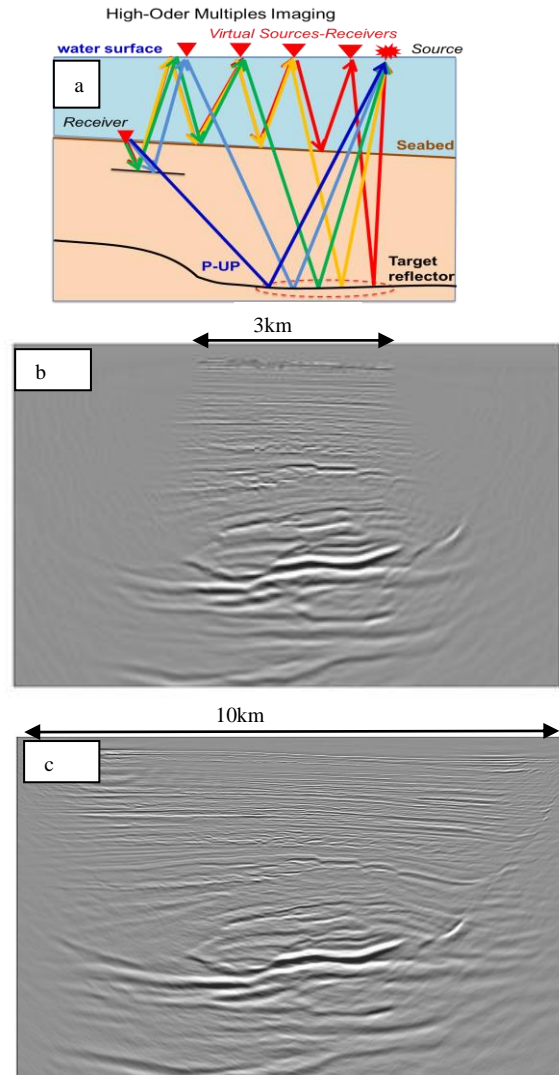 High-Oder Multiples Imaging
Virtual Sources-Receivers
water surface
Source
a
Receiver
Seabed
P-UP
Target
reflector
3km
b
10km
c